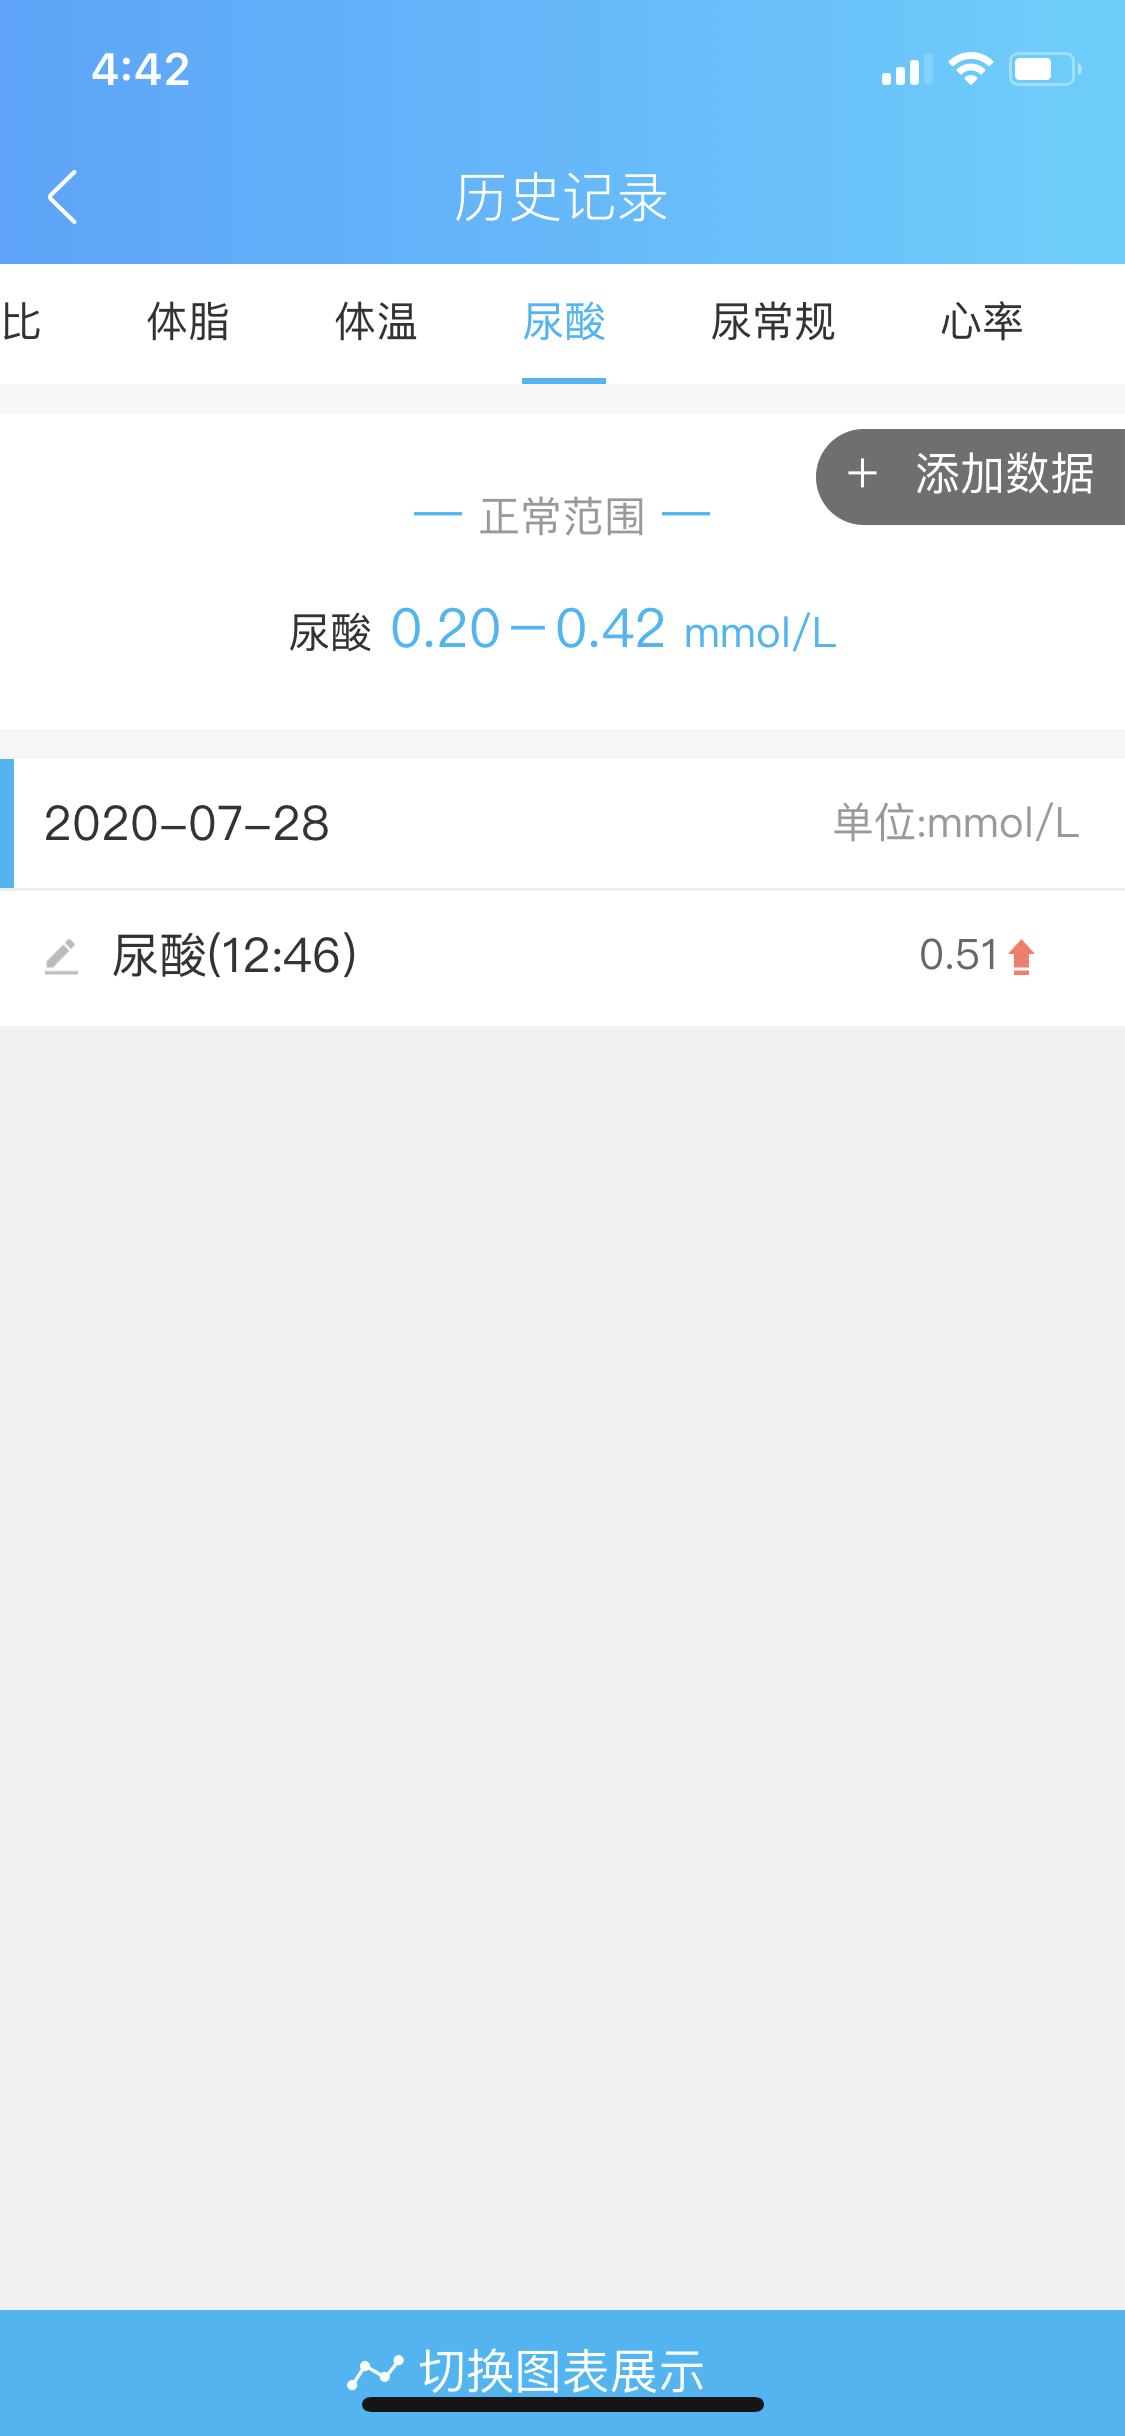 4:42
历史记录
比 体脂 体温 尿酸 尿常规 心率
+ 添加数据
正常范围
尿酸 0.20-0.42 mmol/L
2020-07-28 单位:mmol/L
尿酸(12:46) 0.51
切换图表展示